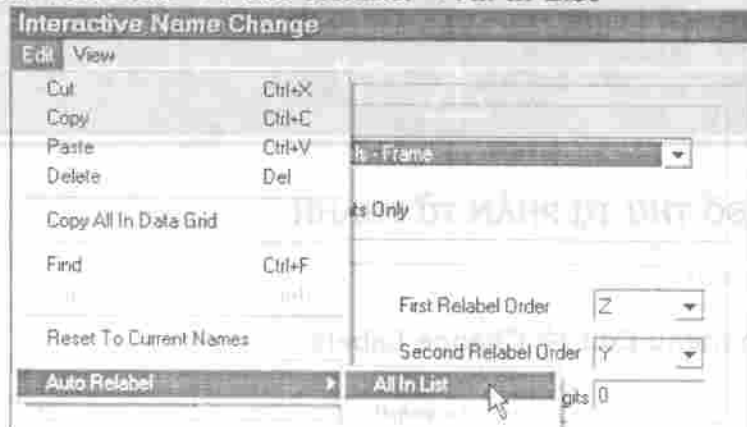 Interactive Name Change
Edit View
Cut Ctrl+X
Copy Ctrl+C
Paste Ctrl+V
Delete Del
Copy All In Data Grid
Find Ctrl+F
Reset To Current Names
Auto Relabel
All In List
- Frame
Only
First Relabel Order Z
Second Relabel Order Y
gits 0